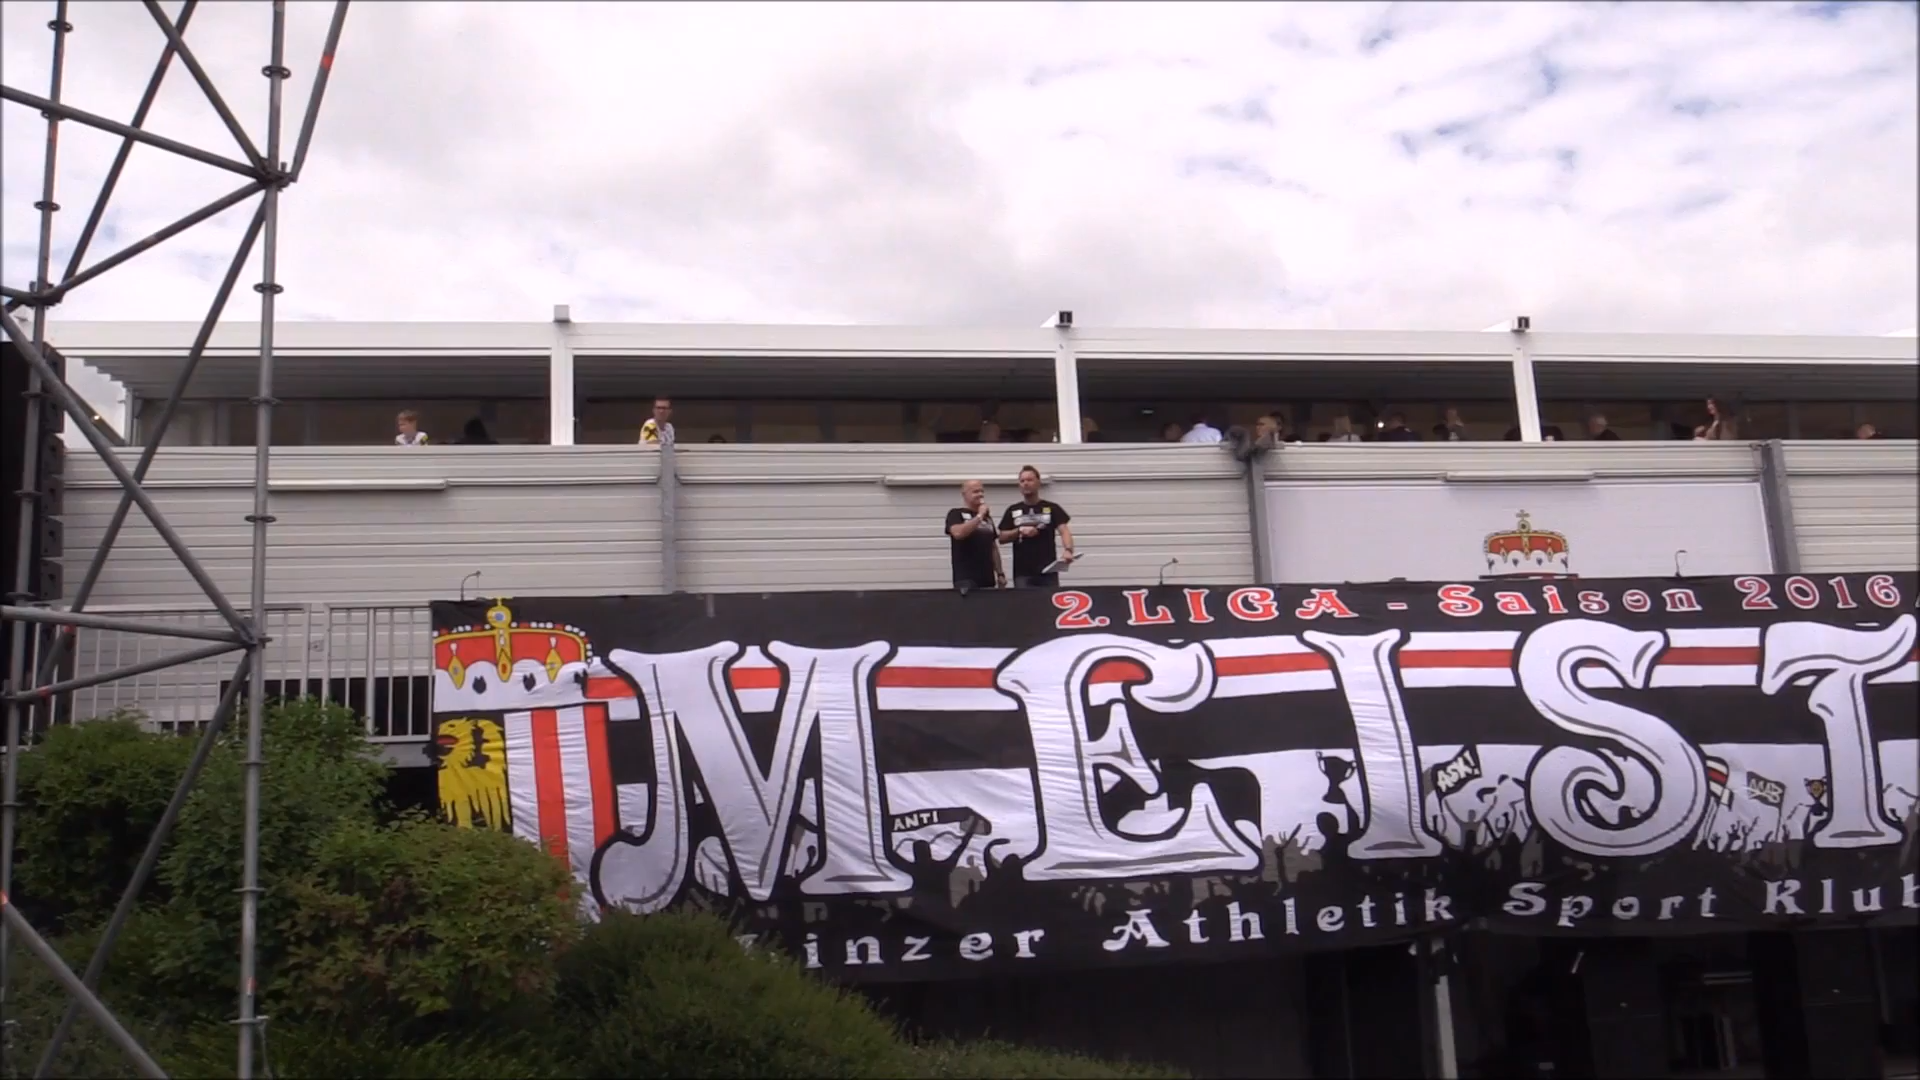 2.LIGA - Saison 2016
MEIST
ASK!
ANTI
inzer Athletik Sport Klub